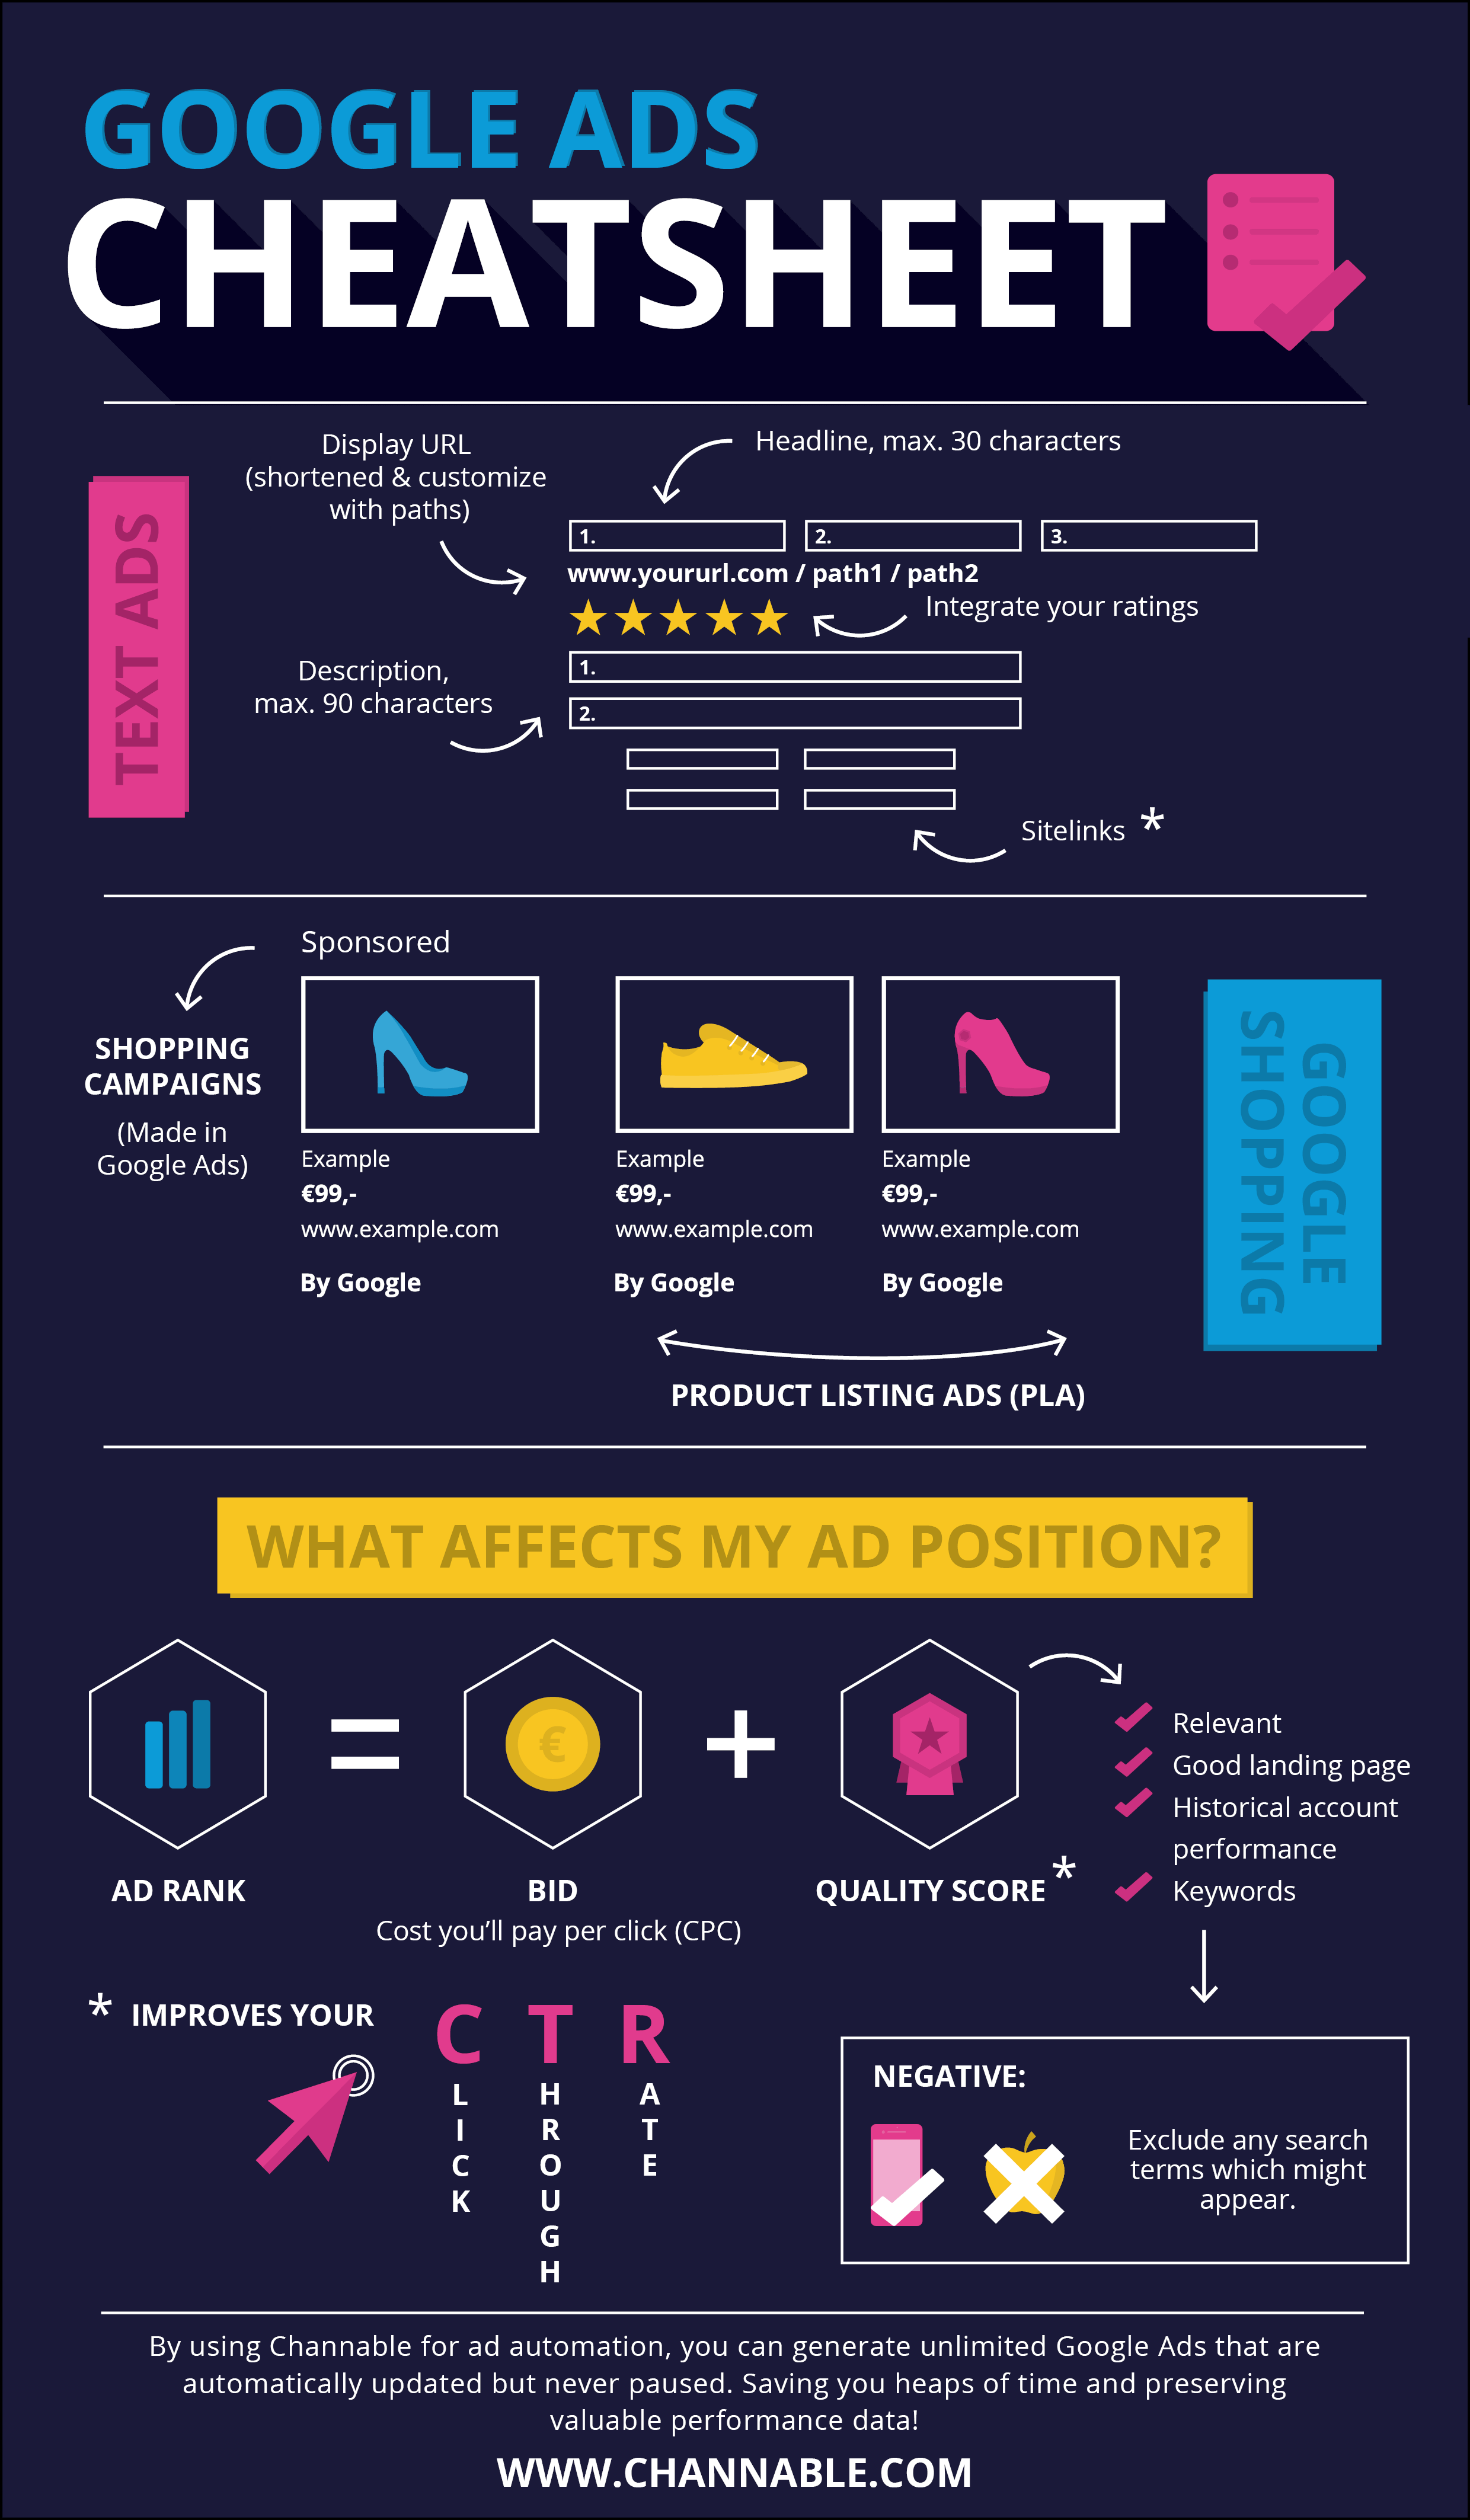 GOOGLE ADS
CHEATSHEET
TEXT ADS
Display URL
(shortened & customize
with paths)
Headline, max. 30 characters
1.
2.
3.
www.yoururl.com / path1 / path2
Integrate your ratings
Description,
max. 90 characters
1.
2.
Sitelinks *
Sponsored
SHOPPING
CAMPAIGNS
(Made in
Google Ads)
Example
€99,-
www.example.com
By Google
Example
€99,-
www.example.com
By Google
Example
€99,-
www.example.com
By Google
GOOGLE
SHOPPING
PRODUCT LISTING ADS (PLA)
WHAT AFFECTS MY AD POSITION?
AD RANK
=
€
BID
Cost you’ll pay per click (CPC)
+
QUALITY SCORE *
Relevant
Good landing page
Historical account
performance
Keywords
* IMPROVES YOUR
CLICK
THROUGH
RATE
NEGATIVE:
Exclude any search
terms which might
appear.
By using Channable for ad automation, you can generate unlimited Google Ads that are
automatically updated but never paused. Saving you heaps of time and preserving
valuable performance data!
WWW.CHANNABLE.COM